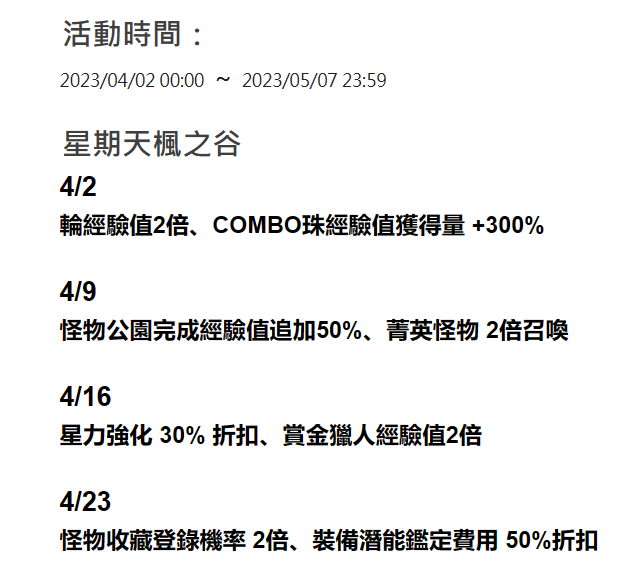 活動時間：
2023/04/02 00:00 ~ 2023/05/07 23:59
星期天楓之谷
4/2
輪經驗值2倍、COMBO珠經驗值獲得量 +300%
4/9
怪物公園完成經驗值追加50%、菁英怪物 2倍召喚
4/16
星力強化 30% 折扣、賞金獵人經驗值2倍
4/23
怪物收藏登錄機率 2倍、裝備潛能鑑定費用 50%折扣